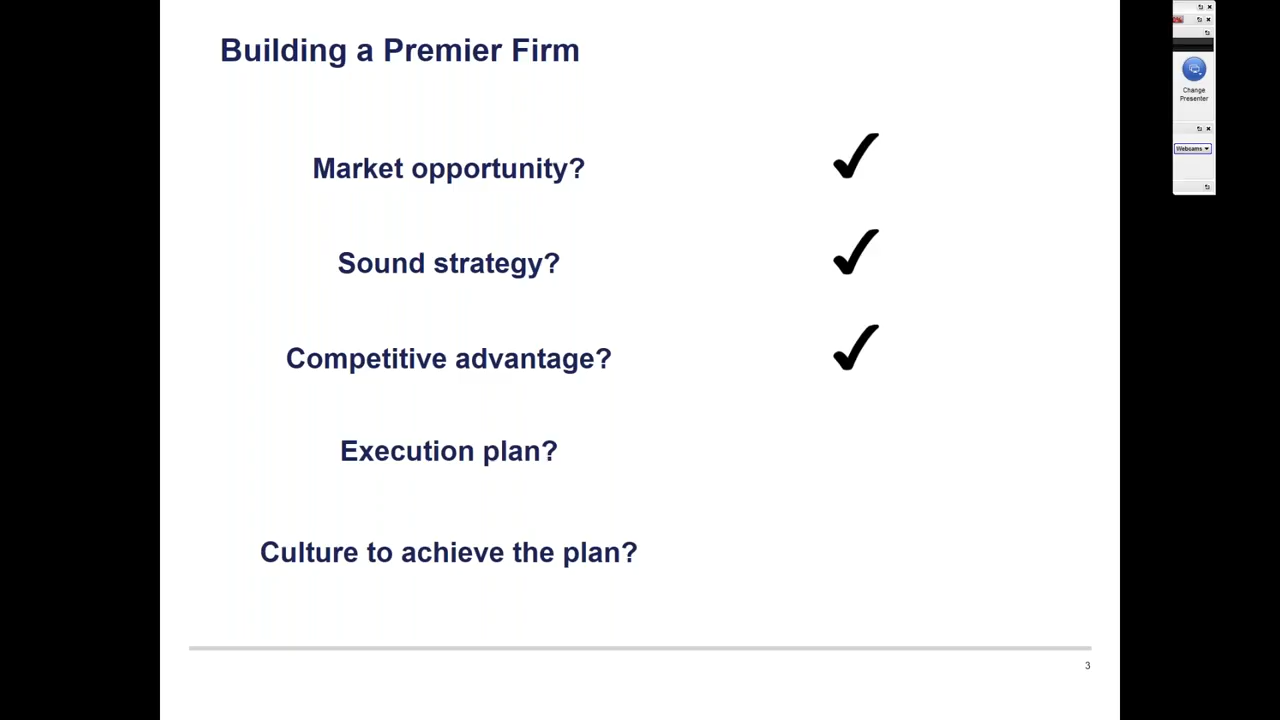 Building a Premier Firm
Market opportunity?
Sound strategy?
Competitive advantage?
Execution plan?
Culture to achieve the plan?
3
Change
Presenter
Webcams